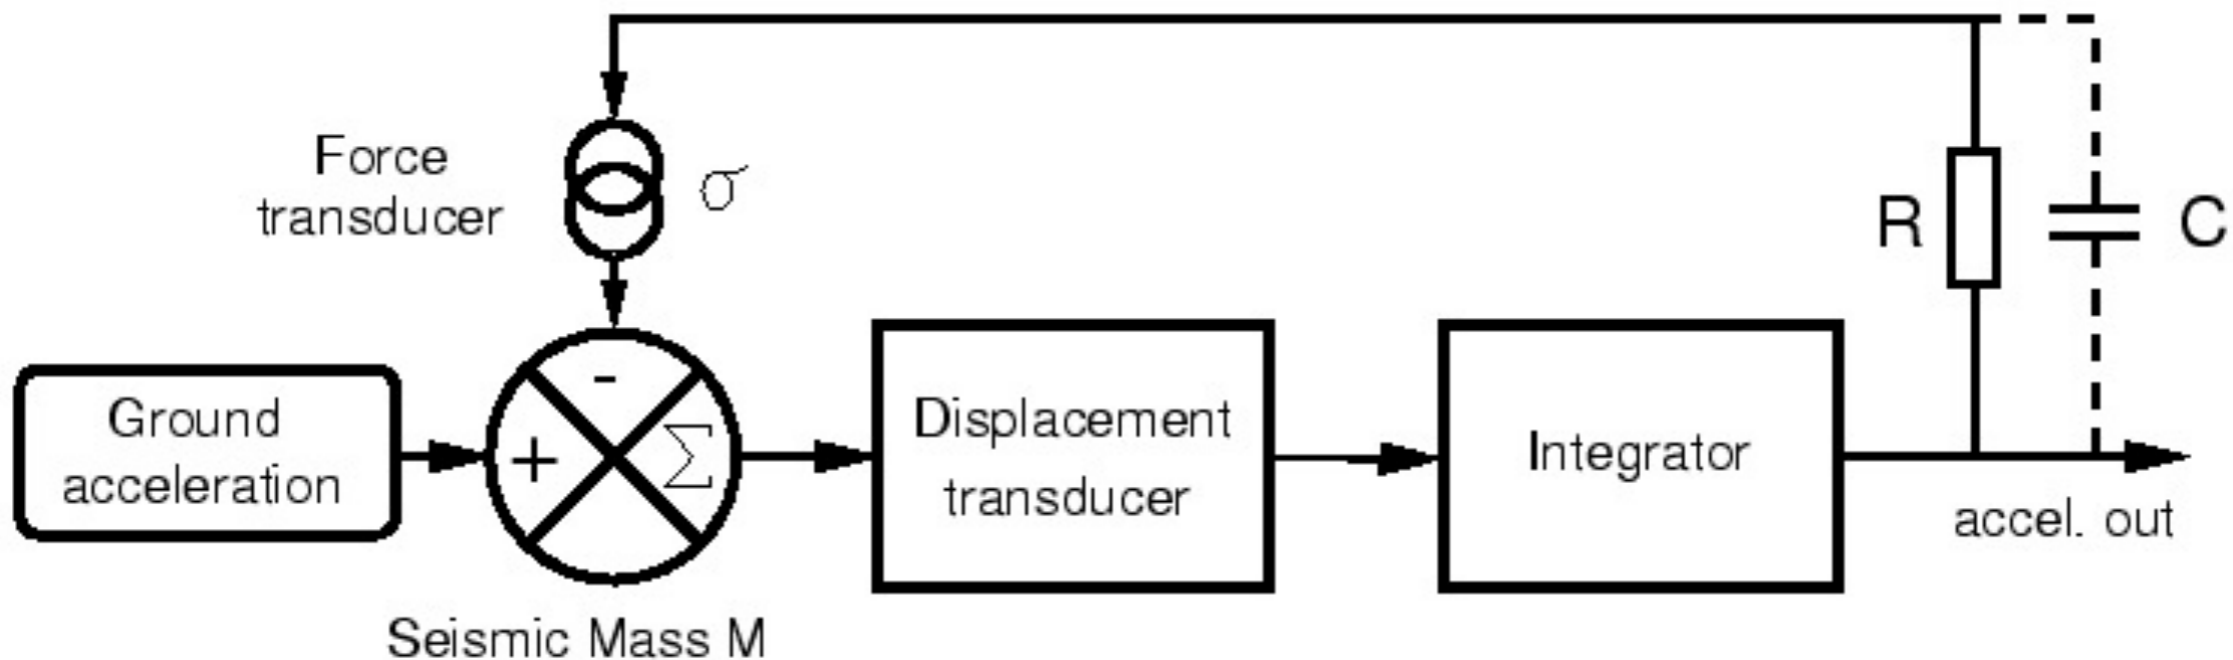 Force
transducer
σ
R
C
Ground
acceleration
-
+
Σ
Displacement
transducer
Integrator
accel. out
Seismic Mass M